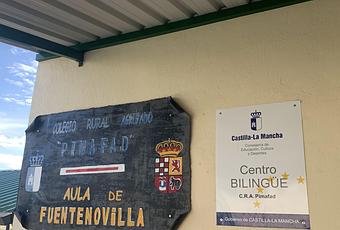 COLEGIO RURAL AGRUPADO
"PIMAFAD"
AULA DE
FUENTENOVILLA
Castilla-La Mancha
Consejería de
Educación, Cultura
y Deportes
Centro
BILINGÜE
C.R.A. Pimafad
Gobierno de CASTILLA-LA MANCHA